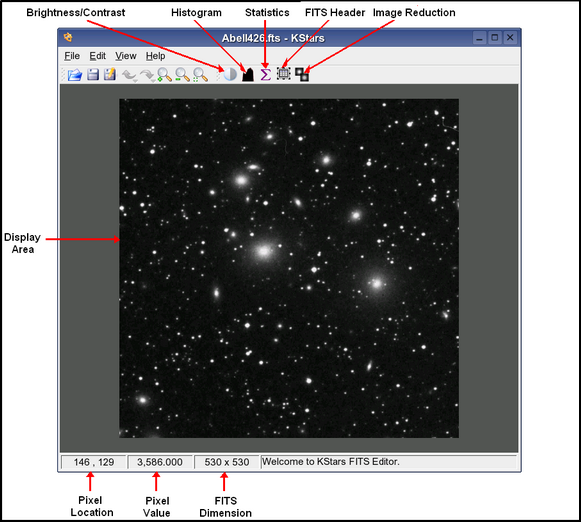 Brightness/Contrast Histogram Statistics FITS Header Image Reduction
Abell426.fts - KStars
File Edit View Help
Display
Area
146 , 129 3,586.000 530 x 530 Welcome to KStars FITS Editor.
Pixel Pixel FITS
Location Value Dimension